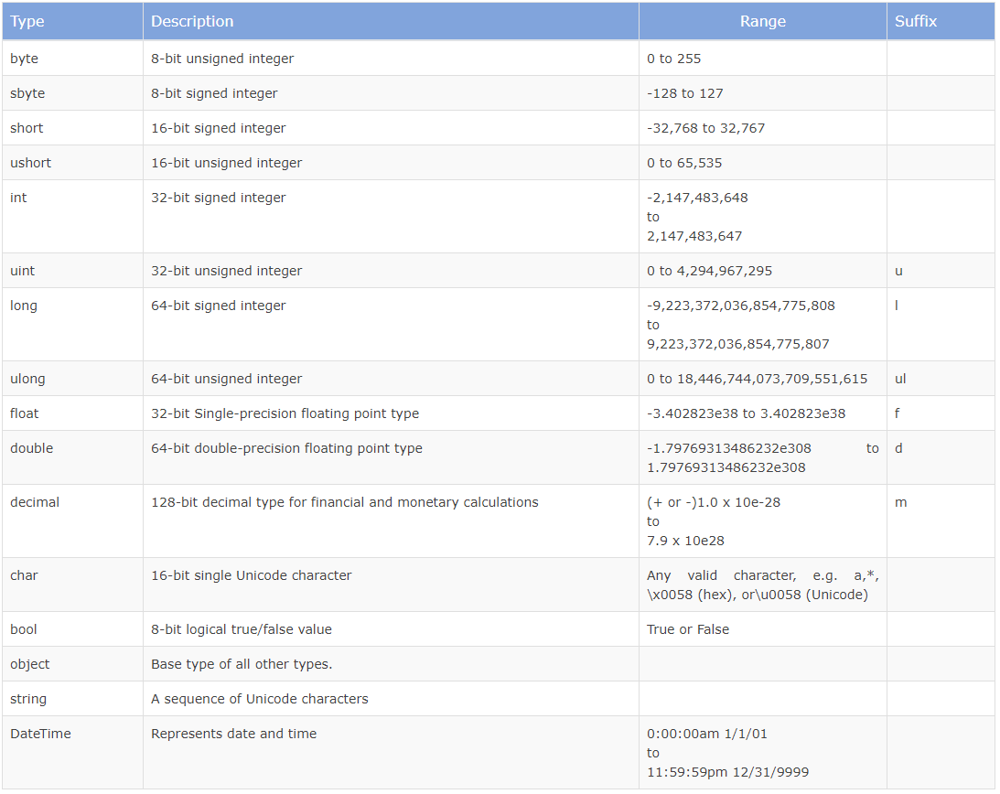 Type Description Range Suffix
byte 8-bit unsigned integer 0 to 255
sbyte 8-bit signed integer -128 to 127
short 16-bit signed integer -32,768 to 32,767
ushort 16-bit unsigned integer 0 to 65,535
int 32-bit signed integer -2,147,483,648
to
2,147,483,647
uint 32-bit unsigned integer 0 to 4,294,967,295 u
long 64-bit signed integer -9,223,372,036,854,775,808 l
to
9,223,372,036,854,775,807
ulong 64-bit unsigned integer 0 to 18,446,744,073,709,551,615 ul
float 32-bit Single-precision floating point type -3.402823e38 to 3.402823e38 f
double 64-bit double-precision floating point type -1.79769313486232e308 to d
1.79769313486232e308
decimal 128-bit decimal type for financial and monetary calculations (+ or -)1.0 x 10e-28 m
to
7.9 x 10e28
char 16-bit single Unicode character Any valid character, e.g. a,*,
\x0058 (hex), or\u0058 (Unicode)
bool 8-bit logical true/false value True or False
object Base type of all other types.
string A sequence of Unicode characters
DateTime Represents date and time 0:00:00am 1/1/01
to
11:59:59pm 12/31/9999